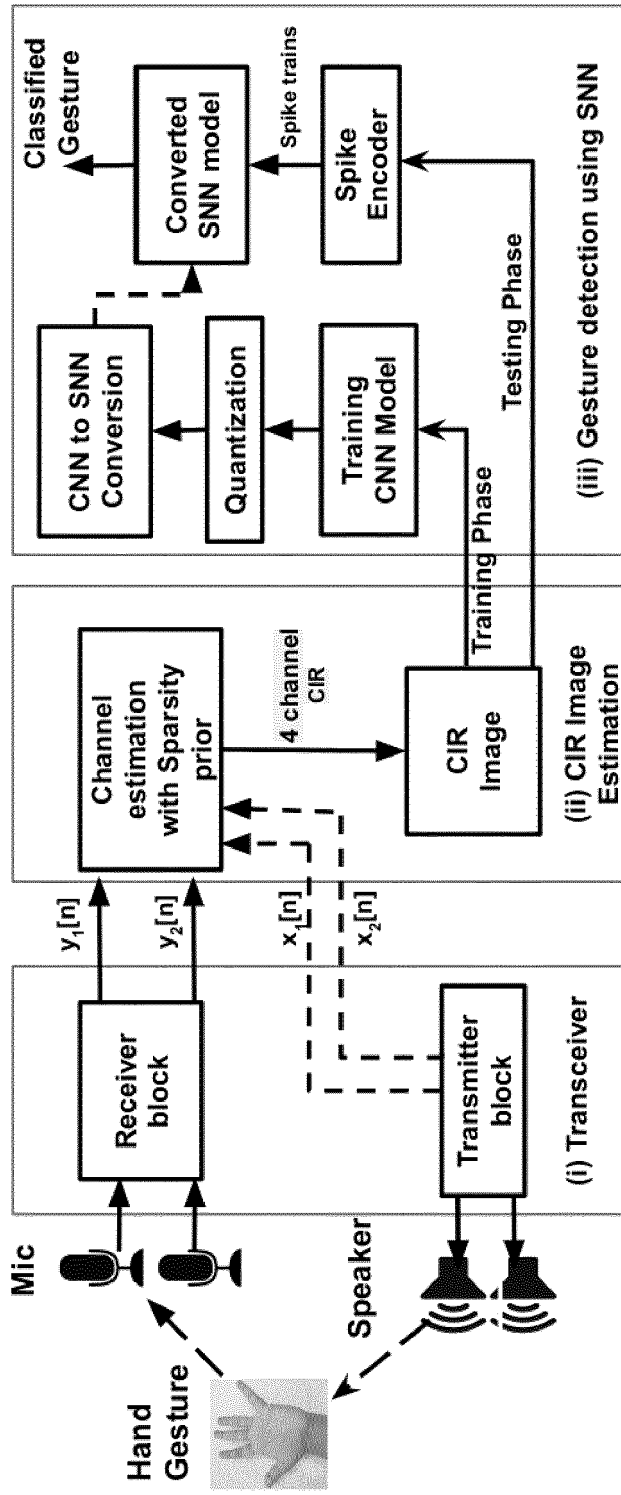 Hand
Gesture
Mic
Speaker
Receiver
block
Transmitter
block
(i) Transceiver
y1[n]
y2[n]
x1[n]
x2[n]
Channel
estimation
with Sparsity
prior
4 channel
CIR
CIR
Image
(ii) CIR Image
Estimation
Training Phase
Testing Phase
CNN to SNN
Conversion
Quantization
Training
CNN Model
Classified
Gesture
Converted
SNN model
Spike trains
Spike
Encoder
(iii) Gesture detection using SNN